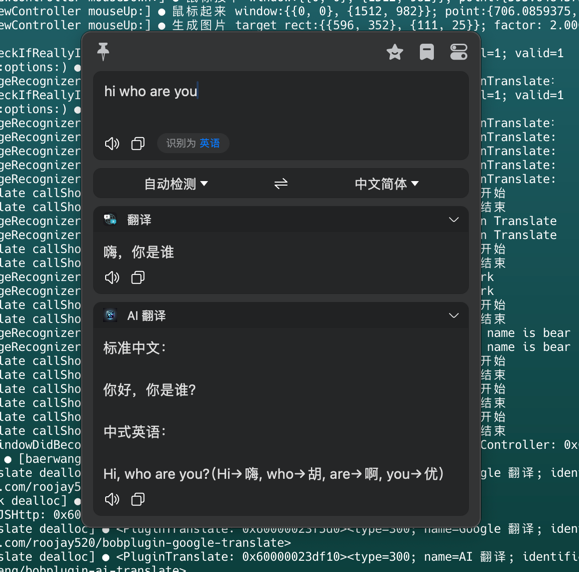 ewController mouseUp:] ● 鼠标起来 window:{{0, 0}, {1512, 982}}; point:{706.0859375,
ewController mouseUp:] ● 生成图片 target rect:{{596, 352}, {111, 25}}; factor: 2.00
eckIfReallyI
l=1; valid=1
:options:) ●
geRecognizer
nTranslate:
eckIfReallyI
l=1; valid=1
:options:) ●
geRecognizer
nTranslate:
geRecognizer
nTranslate:
geRecognizer
nTranslate:
geRecognizer
nTranslate:
geRecognizer
nTranslate:
late callSho
开始
late callSho
结束
geRecognizer
n Translate
geRecognizer
n Translate
late callSho
开始
late callSho
结束
geRecognizer
rk
geRecognizer
rk
late callSho
开始
late callSho
结束
geRecognizer
name is bear
geRecognizer
name is bear
late callSho
开始
late callSho
结束
late callSho
开始
late callSho
结束
late callSho
开始
late callSho
结束
indowDidBeco
Controller: 0x6
● [baerwang
slate deallo
gle 翻译; ident
.com/roojay5
k dealloc] ●
JSHttp: 0x60
slate dealloc] ● <PluginTranslate: 0x60000023f5d0><type=300; name=Google 翻译; ident
.com/roojay520/bobplugin-google-translate>
slate dealloc] ● <PluginTranslate: 0x60000023df10><type=300; name=AI 翻译; identifi
ang/bobplugin-ai-translate>
hi who are you
识别为 英语
自动检测
中文简体
翻译
嗨，你是谁
AI 翻译
标准中文：
你好，你是谁？
中式英语：
Hi, who are you?（Hi→嗨, who→胡, are→啊, you→优）